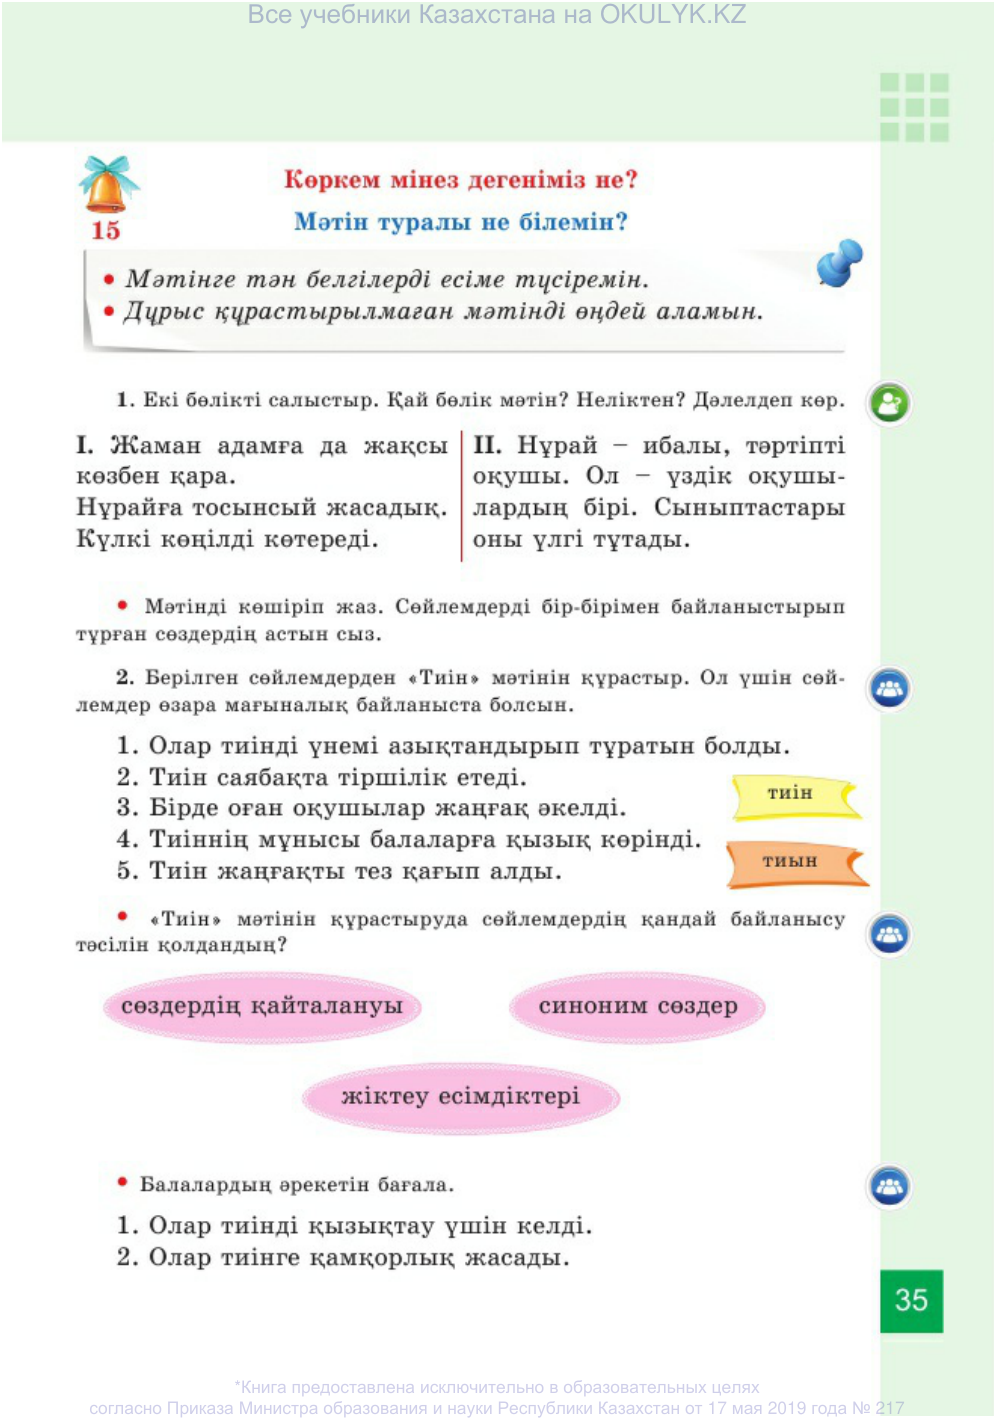 Все учебники Казахстана на OKULYK.KZ
15
Көркем мінез дегеніміз не?
Мәтін туралы не білемін?
• Мәтінге тән белгілерді есіме түсіремін.
• Дұрыс құрастырылмаған мәтінді өңдей аламын.
1. Екі бөлікті салыстыр. Қай бөлік мәтін? Неліктен? Дәлелдеп көр.
I. Жаман адамға да жақсы
көзбен қара.
Нұрайға тосынсый жасадық.
Күлкі көңілді көтереді.
II. Нұрай – ибалы, тәртіпті
оқушы. Ол – үздік оқушы-
лардың бірі. Сыныптастары
оны үлгі тұтады.
• Мәтінді көшіріп жаз. Сөйлемдерді бір-бірімен байланыстырып
тұрған сөздердің астын сыз.
2. Берілген сөйлемдерден «Тиін» мәтінін құрастыр. Ол үшін сөй-
лемдер өзара мағыналық байланыста болсын.
1. Олар тиінді үнемі азықтандырып тұратын болды.
2. Тиін саябақта тіршілік етеді.
3. Бірде оған оқушылар жаңғақ әкелді.
4. Тиіннің мұнысы балаларға қызық көрінді.
5. Тиін жаңғақты тез қағып алды.
тиін
тиын
• «Тиін» мәтінін құрастыруда сөйлемдердің қандай байланысу
тәсілін қолдандың?
сөздердің қайталануы
синоним сөздер
жіктеу есімдіктері
• Балалардың әрекетін бағала.
1. Олар тиінді қызықтау үшін келді.
2. Олар тиінге қамқорлық жасады.
35
*Книга предоставлена исключительно в образовательных целях
согласно Приказа Министра образования и науки Республики Казахстан от 17 мая 2019 года № 217